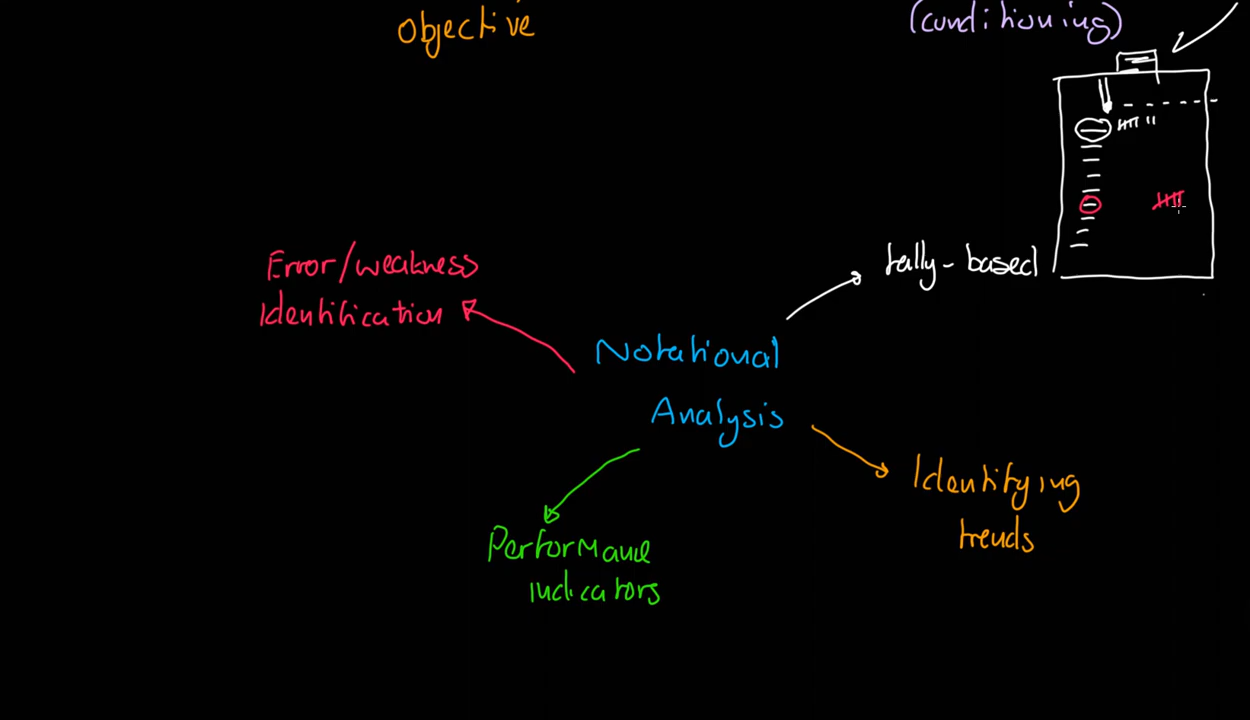 Objective
(conditioning)
tally-based
Error/weakness
Identification
Notational
Analysis
Identifying
trends
Performance
indicators